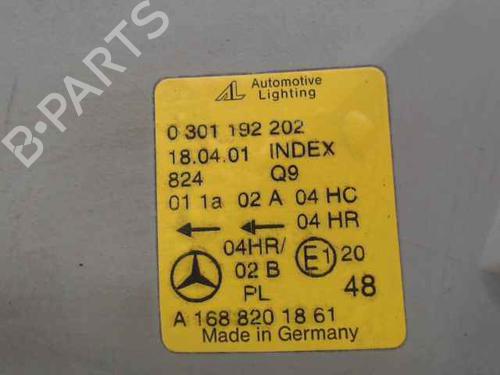 AL Automotive
Lighting
0 301 192 202
18.04.01 INDEX
824 Q9
01 1a 02 A 04 HC
04 HR
04HR/
02 B E1 20
PL 48
A 168 820 18 61
Made in Germany